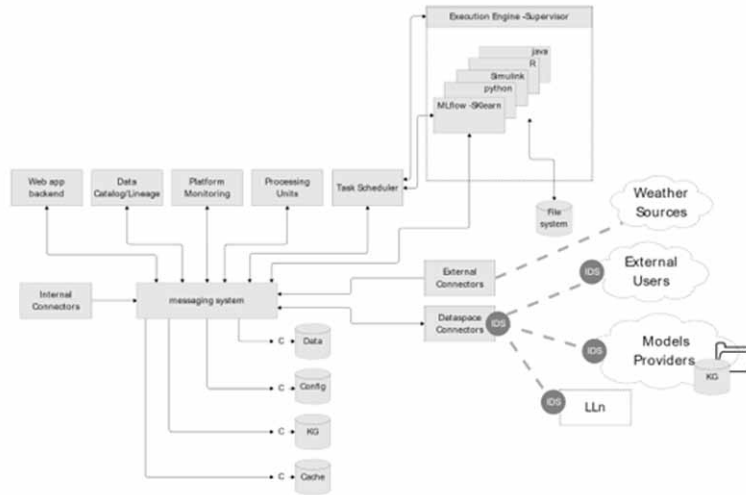 Execution Engine -Supervisor
java
R
Simulink
python
MLflow -SKlearn
Web app
backend
Data
Catalog/Lineage
Platform
Monitoring
Processing
Units
Task Scheduler
File
system
Weather
Sources
Internal
Connectors
messaging system
External
Connectors
IDS
External
Users
Dataspace
Connectors
IDS
C
Data
IDS
Models
Providers
KG
C
Config
IDS
LLn
C
KG
C
Cache